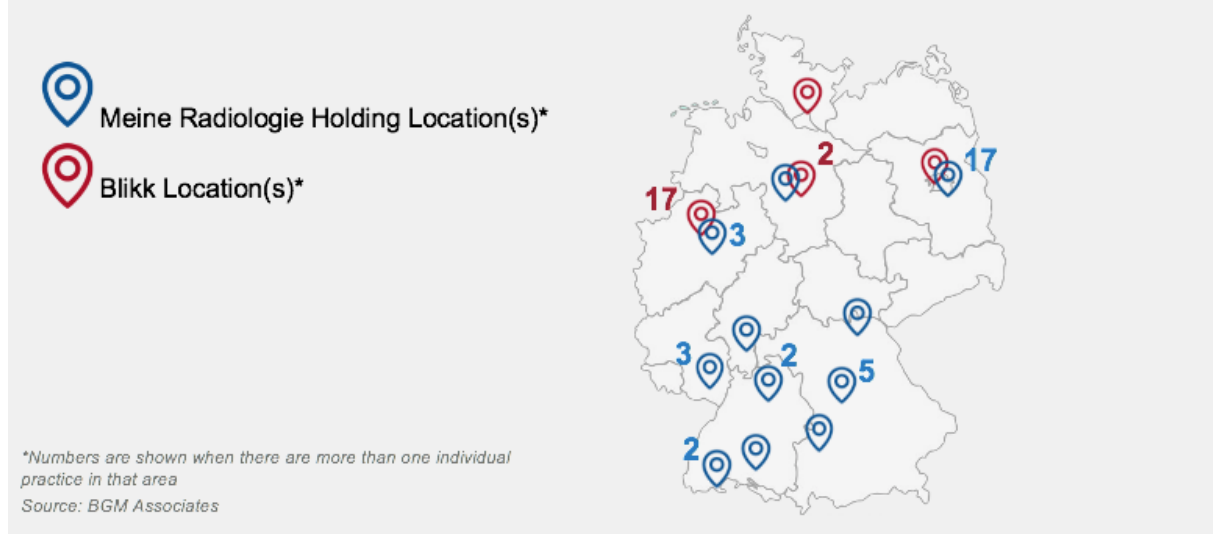 Meine Radiologie Holding Location(s)*
Blikk Location(s)*
2
17
17
3
3
2
5
2
*Numbers are shown when there are more than one individual
practice in that area
Source: BGM Associates